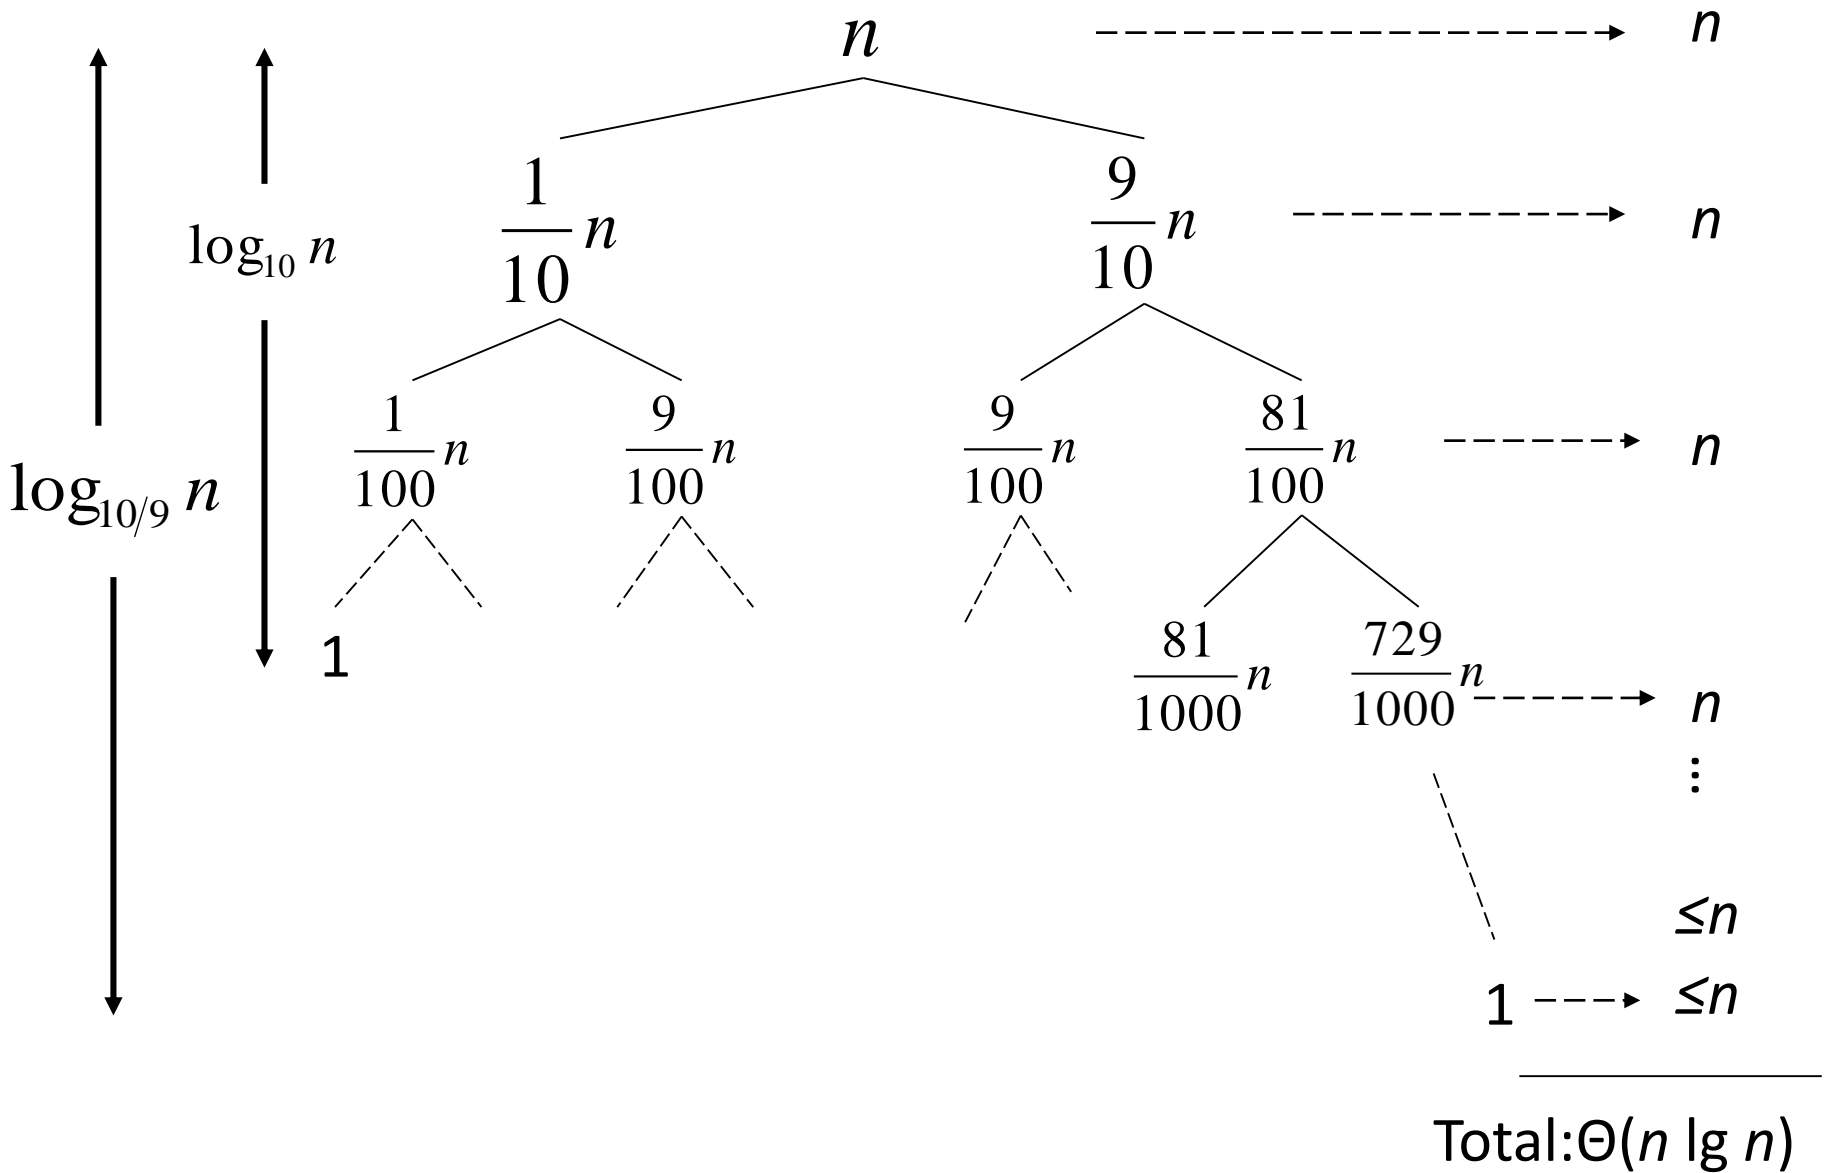 n n
1/10 n 9/10 n n
log₁₀ n
1/100 n 9/100 n 9/100 n 81/100 n n
log₁₀/₉ n
1 81/1000 n 729/1000 n n
⋮
≤n
1 ≤n
Total:Θ(n lg n)